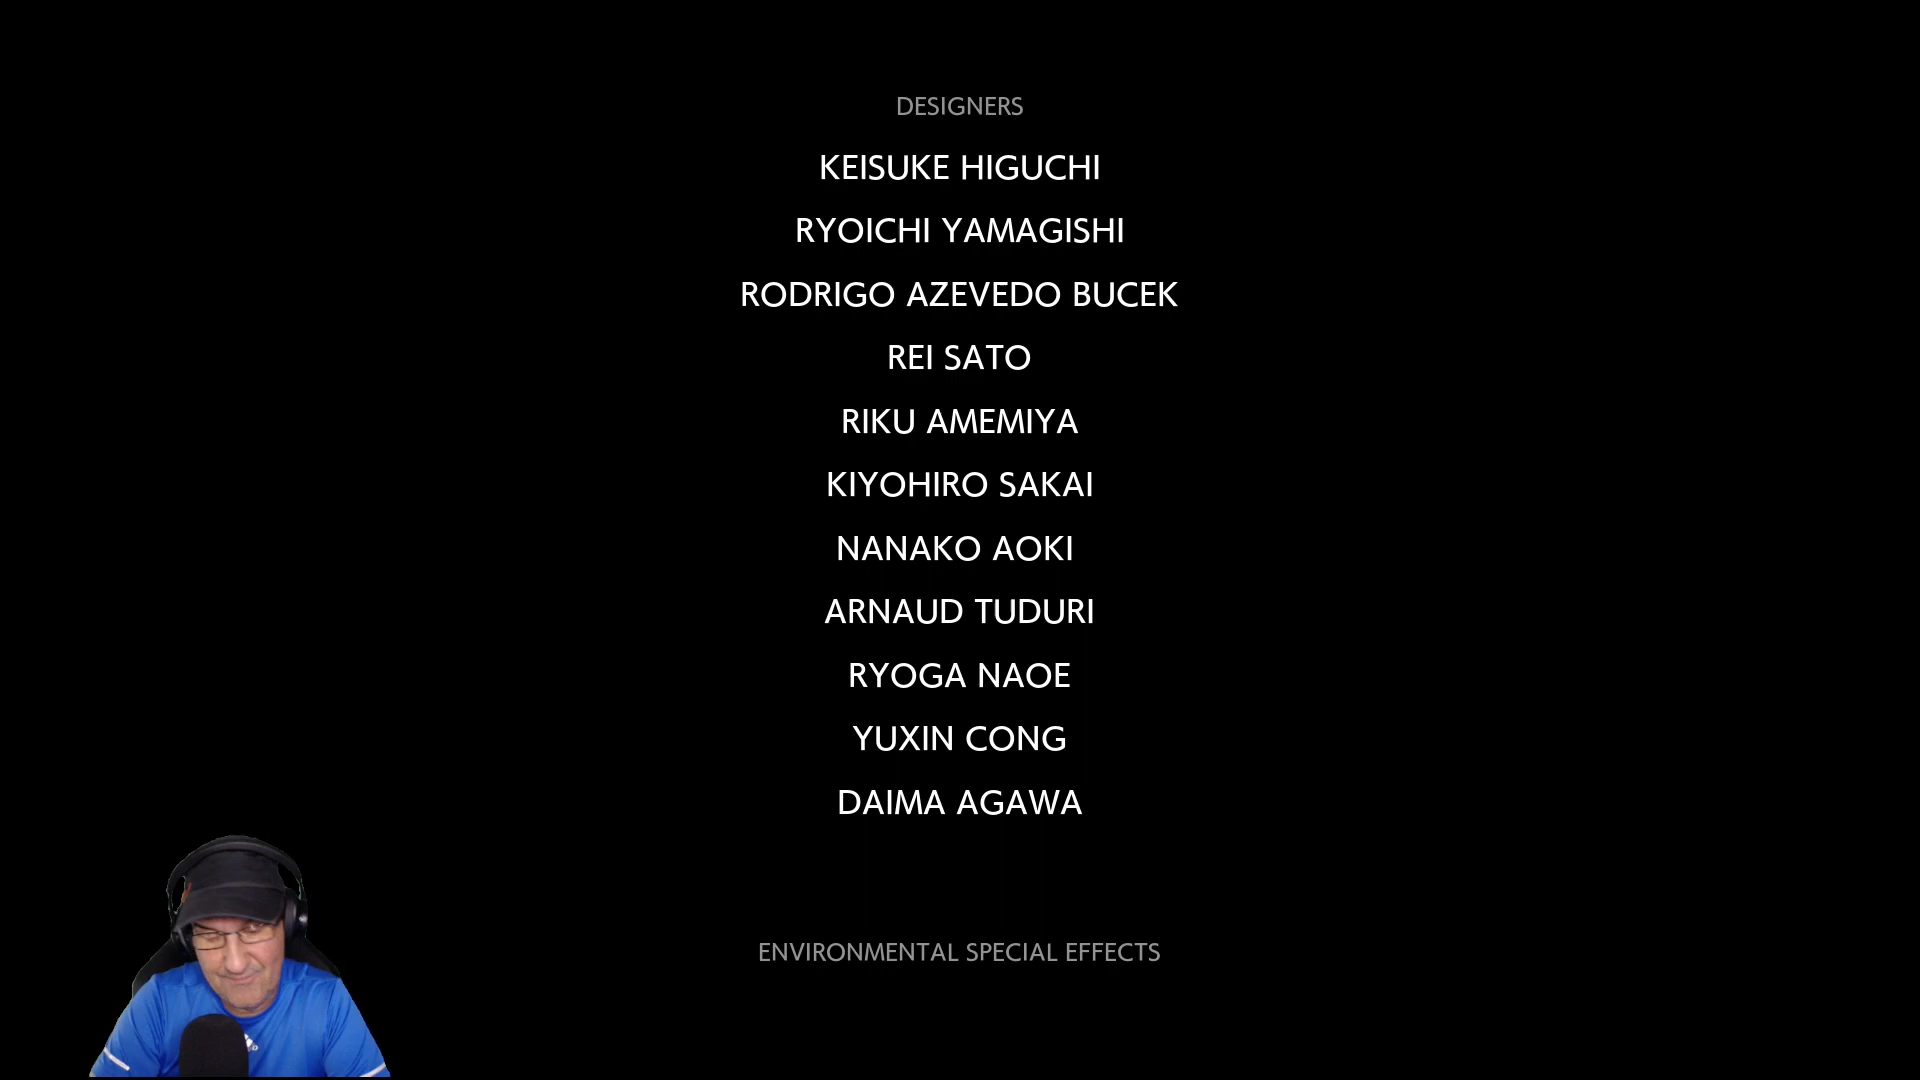 DESIGNERS
KEISUKE HIGUCHI
RYOICHI YAMAGISHI
RODRIGO AZEVEDO BUCEK
REI SATO
RIKU AMEMIYA
KIYOHIRO SAKAI
NANAKO AOKI
ARNAUD TUDURI
RYOGA NAOE
YUXIN CONG
DAIMA AGAWA
ENVIRONMENTAL SPECIAL EFFECTS